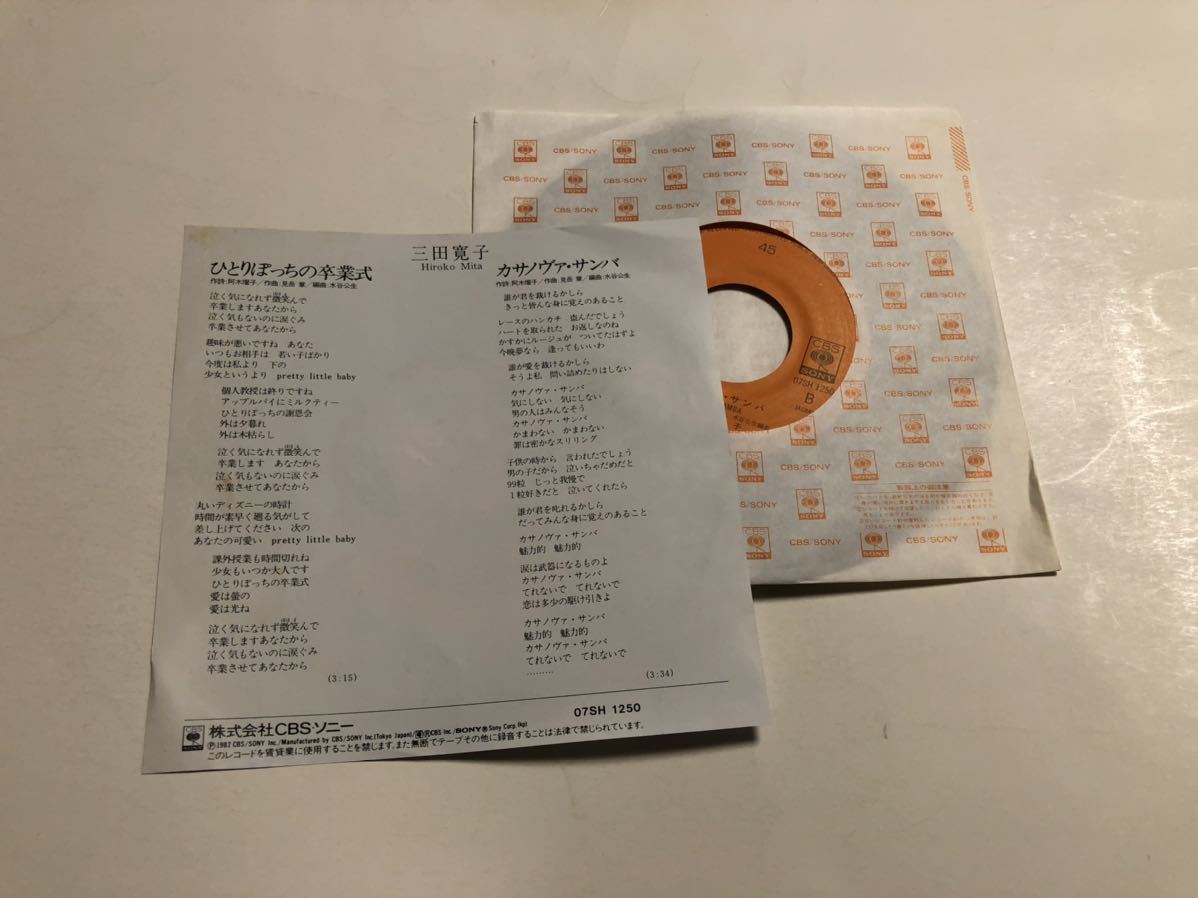 三田寛子
Hiroko Mita
ひとりぼっちの卒業式
作詩:阿木燿子/作曲:見岳 章/編曲:水谷公生
泣く気になれず微笑んで
卒業しますあなたから
泣く気もないのに涙ぐみ
卒業させてあなたから
趣味が悪いですね あなた
いつもお相手は 若い子ばかり
今度は私より 下の
少女というより pretty little baby
個人教授は終りですね
アップルパイにミルクティー
ひとりぼっちの謝恩会
外は夕暮れ
外は木枯らし
泣く気になれず微笑んで
卒業します あなたから
泣く気もないのに涙ぐみ
卒業させてあなたから
丸いディズニーの時計
時間が素早く廻る気がして
差し上げてください 次の
あなたの可愛い pretty little baby
課外授業も時間切れね
少女もいつか大人です
ひとりぼっちの卒業式
愛は螢の
愛は光ね
泣く気になれず微笑んで
卒業しますあなたから
泣く気もないのに涙ぐみ
卒業させてあなたから
(3:15)
カサノヴァ・サンバ
作詩:阿木燿子/作曲:見岳 章/編曲:水谷公生
誰が君を裁けるかしら
きっと皆んな身に覚えのあること
レースのハンカチ 盗んだでしょう
ハートを取られた お返しなのね
かすかにルージュが ついてたはずよ
今晩夢なら 逢ってもいいわ
誰が愛を裁けるかしら
そうよ私 問い詰めたりはしない
カサノヴァ・サンバ
気にしない 気にしない
男の人はみんなそう
カサノヴァ・サンバ
かまわない かまわない
罪は密かなスリリング
子供の時から 言われたでしょう
男の子だから 泣いちゃだめだと
99粒 じっと我慢で
1粒好きだと 泣いてくれたら
誰が君を叱れるかしら
だってみんな身に覚えのあること
カサノヴァ・サンバ
魅力的 魅力的
涙は武器になるものよ
カサノヴァ・サンバ
てれないで てれないで
恋は多少の駆け引きよ
カサノヴァ・サンバ
魅力的 魅力的
カサノヴァ・サンバ
てれないで てれないで
………
(3:34)
07SH 1250
株式会社CBS・ソニー
Ⓟ1982 CBS/SONY Inc./Manufactured by CBS/SONY Inc.(Tokyo Japan)/®CBS Inc./SONY® Sony Corp.
このレコードを賃貸業に使用することを禁じます。また無断でテープその他に録音することは法律で禁じられています。
45
CBS
SONY
07SH 1250
B
・サンバ
CBS/SONY